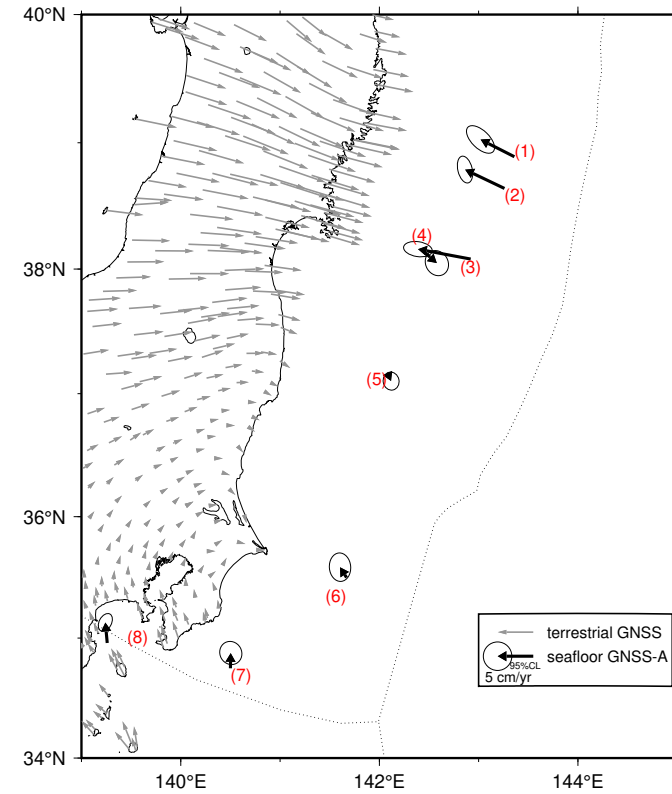 40°N
(1)
(2)
(4)
38°N
(3)
(5)
36°N
(6)
terrestrial GNSS
(8)
seafloor GNSS-A
95%CL
(7)
5 cm/yr
34°N
140°E 142°E 144°E